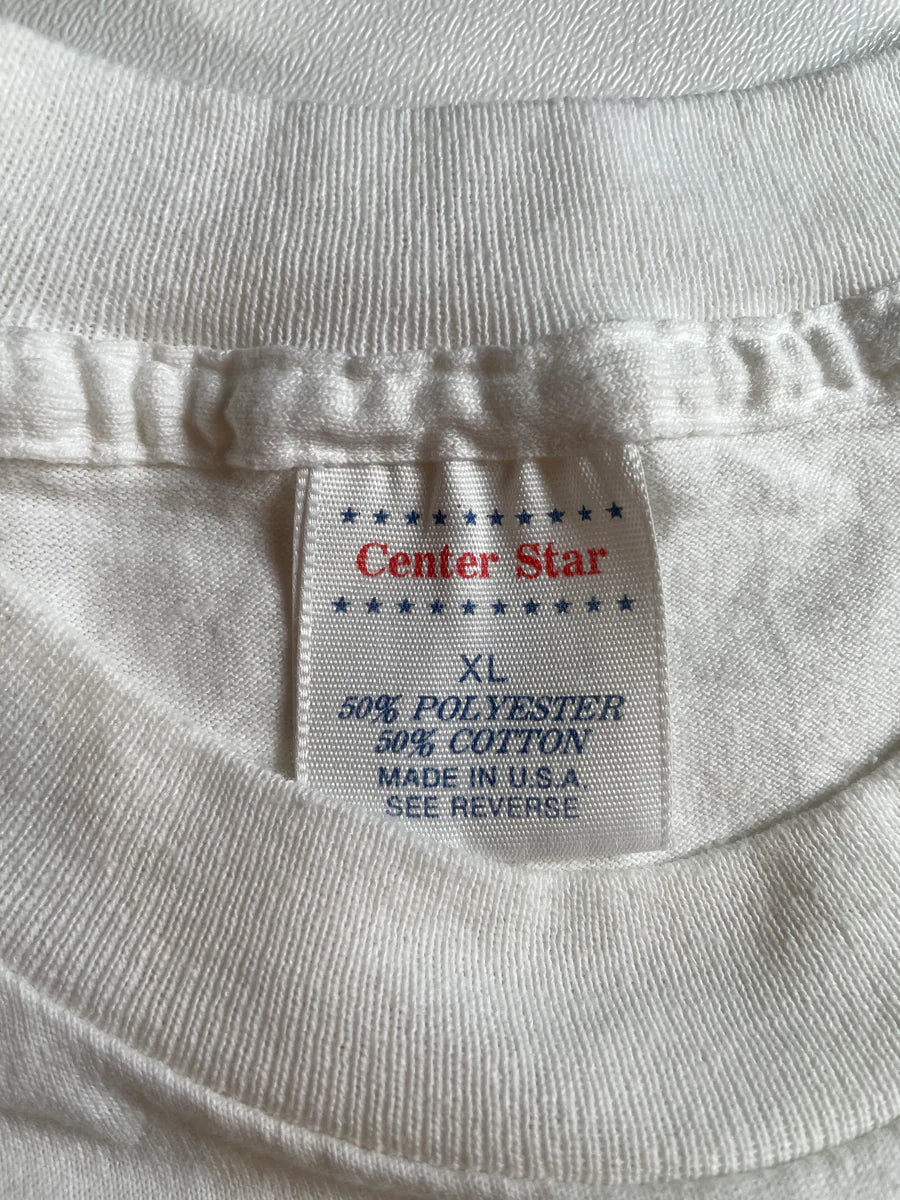 Center Star
XL
50% POLYESTER
50% COTTON
MADE IN U.S.A.
SEE REVERSE